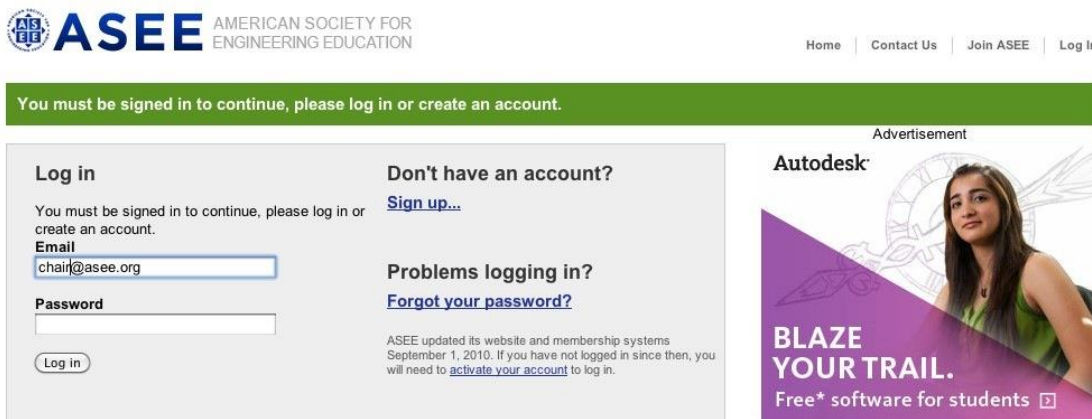 ASEE
AMERICAN SOCIETY FOR
ENGINEERING EDUCATION
Home
Contact Us
Join ASEE
You must be signed in to continue, please log in or create an account.
Log in
You must be signed in to continue, please log in or
create an account.
Email
chair@asee.org
Password
Log in
Don't have an account?
Sign up...
Problems logging in?
Forgot your password?
ASEE updated its website and membership systems
September 1, 2010. If you have not logged in since then, you
will need to activate your account to log in.
Advertisement
Autodesk
BLAZE
YOUR TRAIL.
Free* software for students